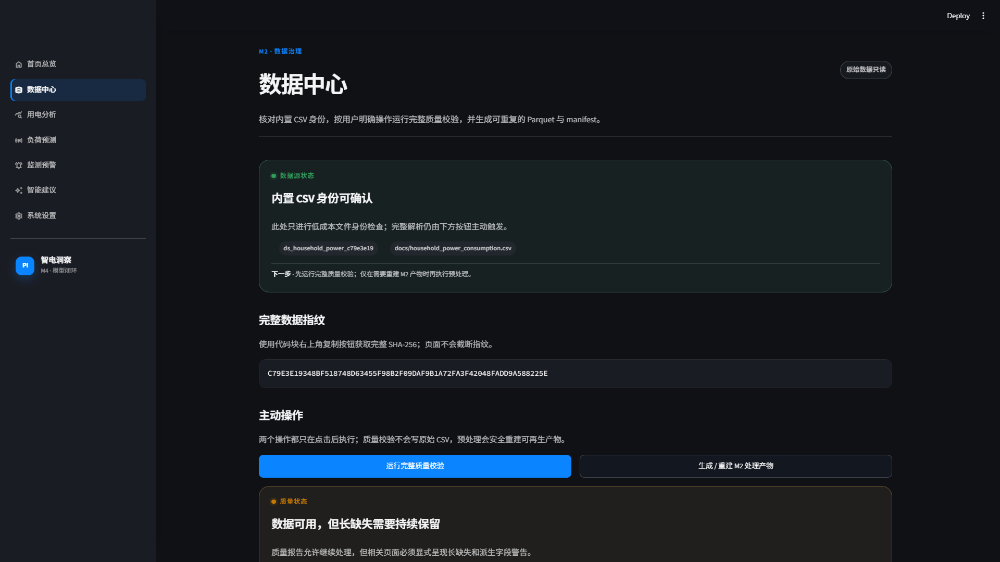 Deploy
首页总览
数据中心
用电分析
负荷预测
监测预警
智能建议
系统设置
PI
智电洞察
M4 · 模型闭环
M2 · 数据治理
数据中心
原始数据只读
核对内置 CSV 身份，按用户明确操作运行完整质量校验，并生成可重复的 Parquet 与 manifest。
数据源状态
内置 CSV 身份可确认
此处只进行低成本文件身份检查；完整解析仍由下方按钮主动触发。
ds_household_power_c79e3e19 docs/household_power_consumption.csv
下一步 · 先运行完整质量校验；仅在需要重建 M2 产物时再执行预处理。
完整数据指纹
使用代码块右上角复制按钮获取完整 SHA-256；页面不会截断指纹。
C79E3E19348BF518748D63455F98B2F09DAF9B1A72FA3F42048FADD9A588225E
主动操作
两个操作都只在点击后执行；质量校验不会写原始 CSV，预处理会安全重建可再生产物。
运行完整质量校验 生成 / 重建 M2 处理产物
质量状态
数据可用，但长缺失需要持续保留
质量报告允许继续处理，但相关页面必须显式呈现长缺失和派生字段警告。